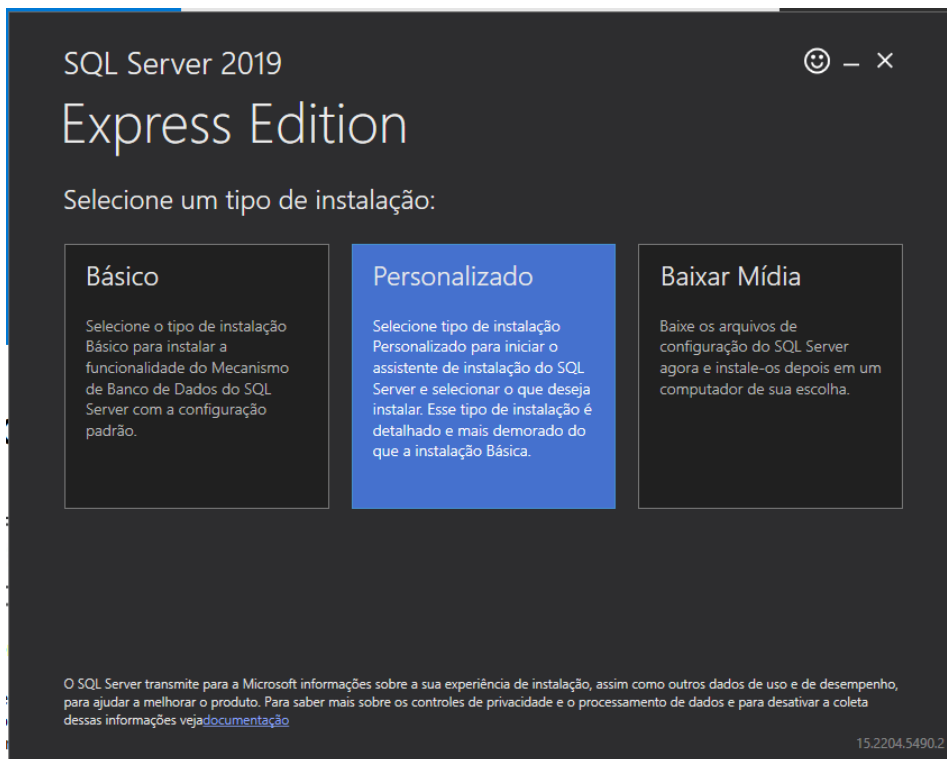 SQL Server 2019
Express Edition
Selecione um tipo de instalação:
Básico
Selecione o tipo de instalação
Básico para instalar a
funcionalidade do Mecanismo
de Banco de Dados do SQL
Server com a configuração
padrão.
Personalizado
Selecione tipo de instalação
Personalizado para iniciar o
assistente de instalação do SQL
Server e selecionar o que deseja
instalar. Esse tipo de instalação é
detalhado e mais demorado do
que a instalação Básica.
Baixar Mídia
Baixe os arquivos de
configuração do SQL Server
agora e instale-os depois em um
computador de sua escolha.
O SQL Server transmite para a Microsoft informações sobre a sua experiência de instalação, assim como outros dados de uso e de desempenho,
para ajudar a melhorar o produto. Para saber mais sobre os controles de privacidade e o processamento de dados e para desativar a coleta
dessas informações vejadocumentação
15.2204.5490.2